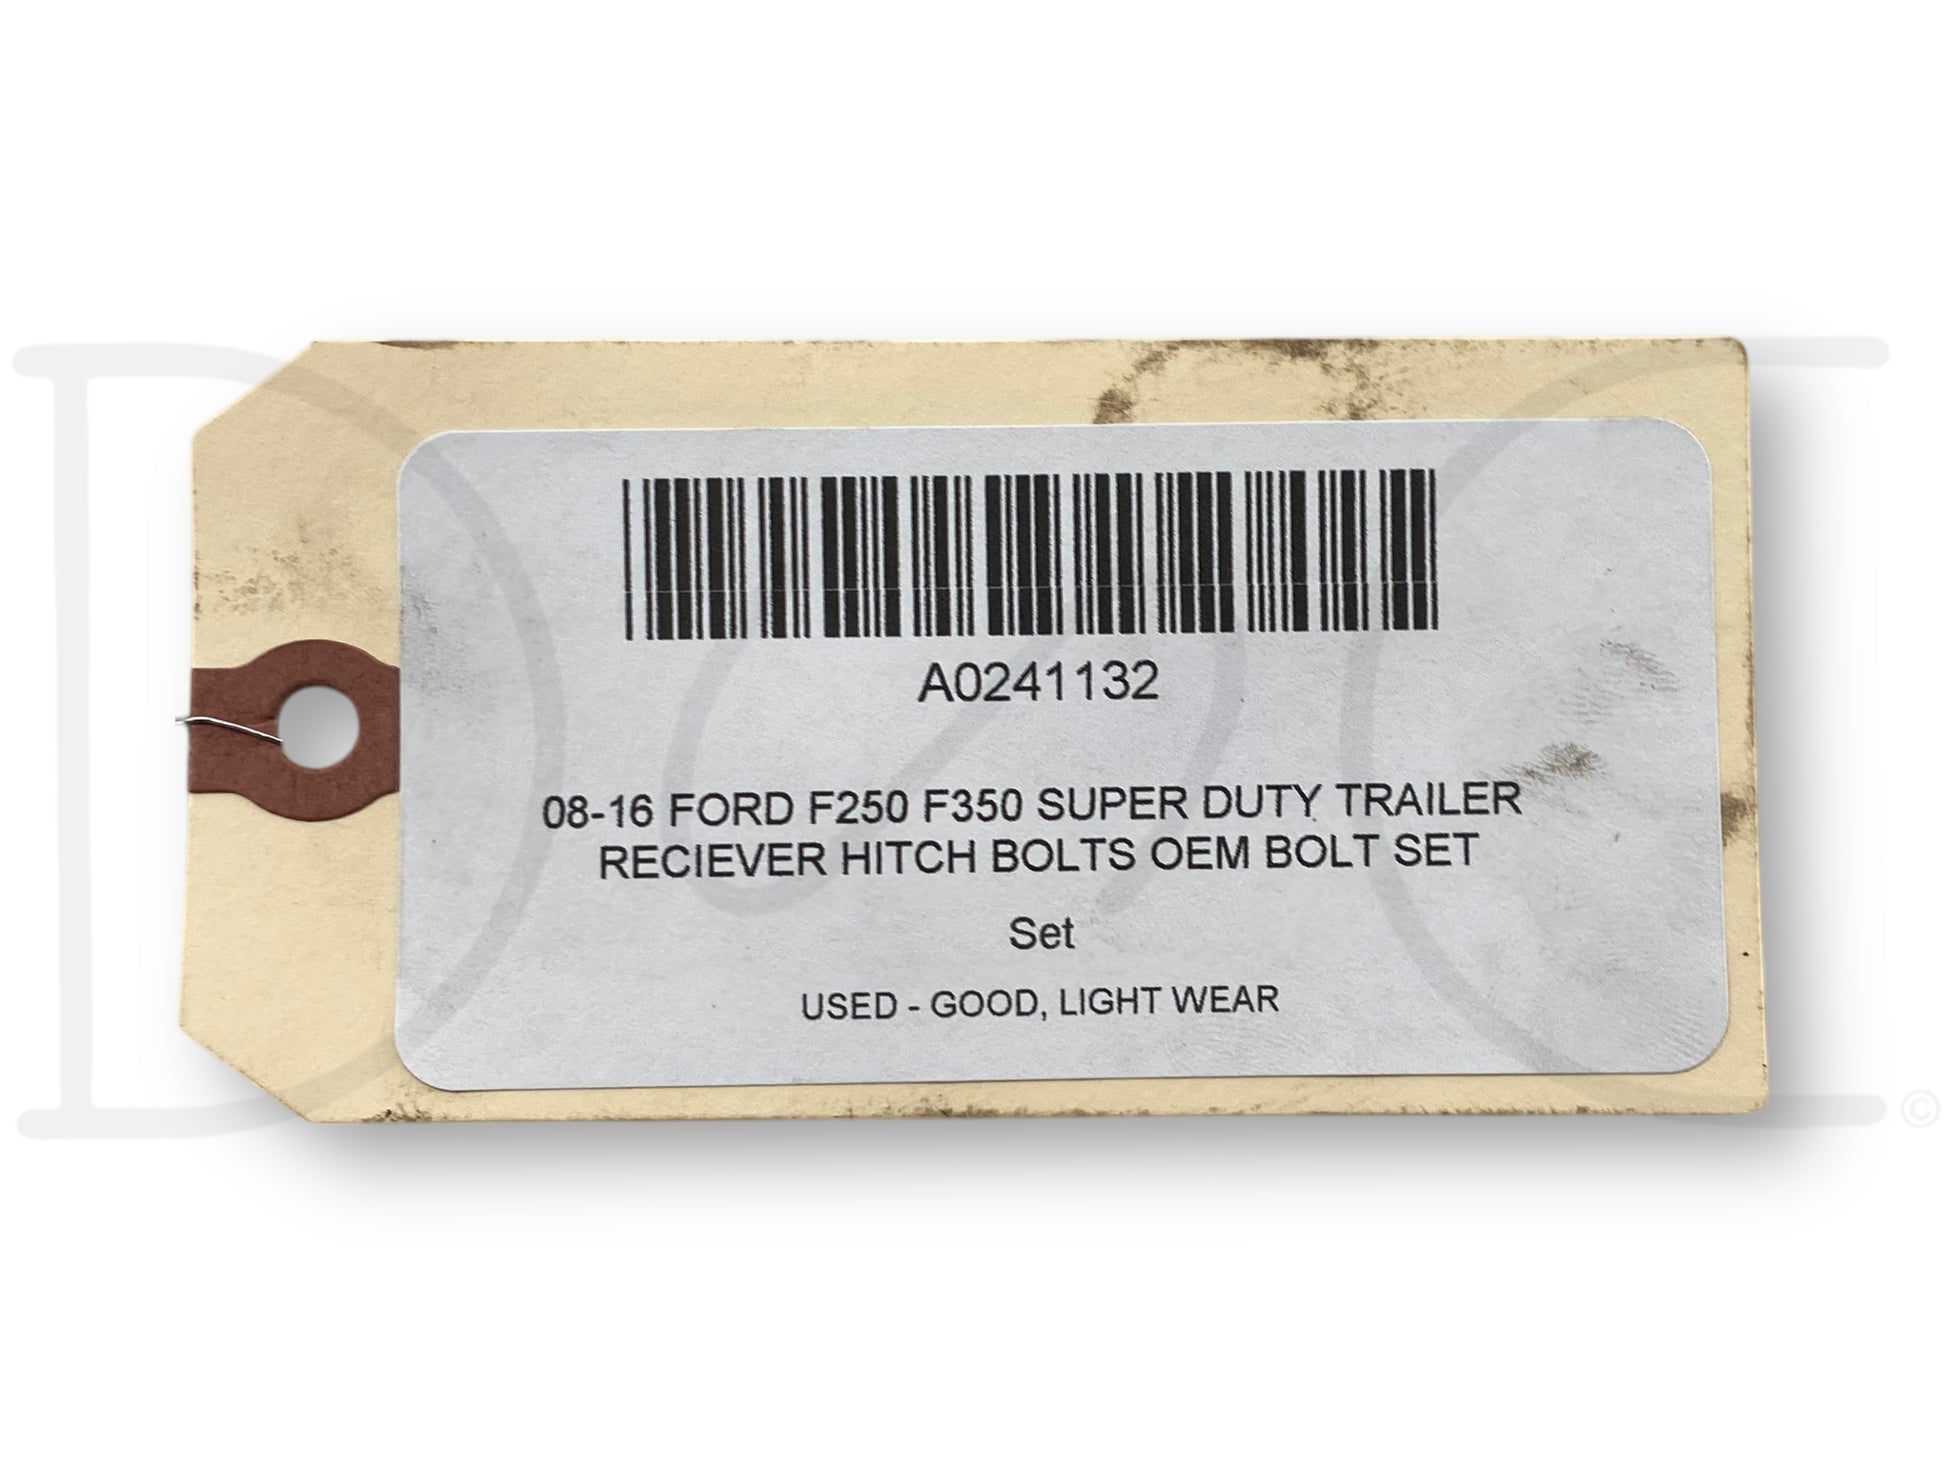 A0241132
08-16 FORD F250 F350 SUPER DUTY TRAILER
RECIEVER HITCH BOLTS OEM BOLT SET
Set
USED - GOOD, LIGHT WEAR
©